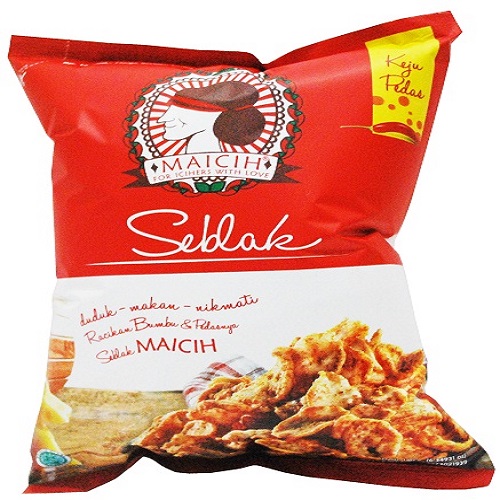 Keju
Pedas
MAICIH
FOR ICIHERS WITH LOVE
Seblak
duduk - makan - nikmati
Racikan Bumbu & Pedasnya
Seblak MAICIH